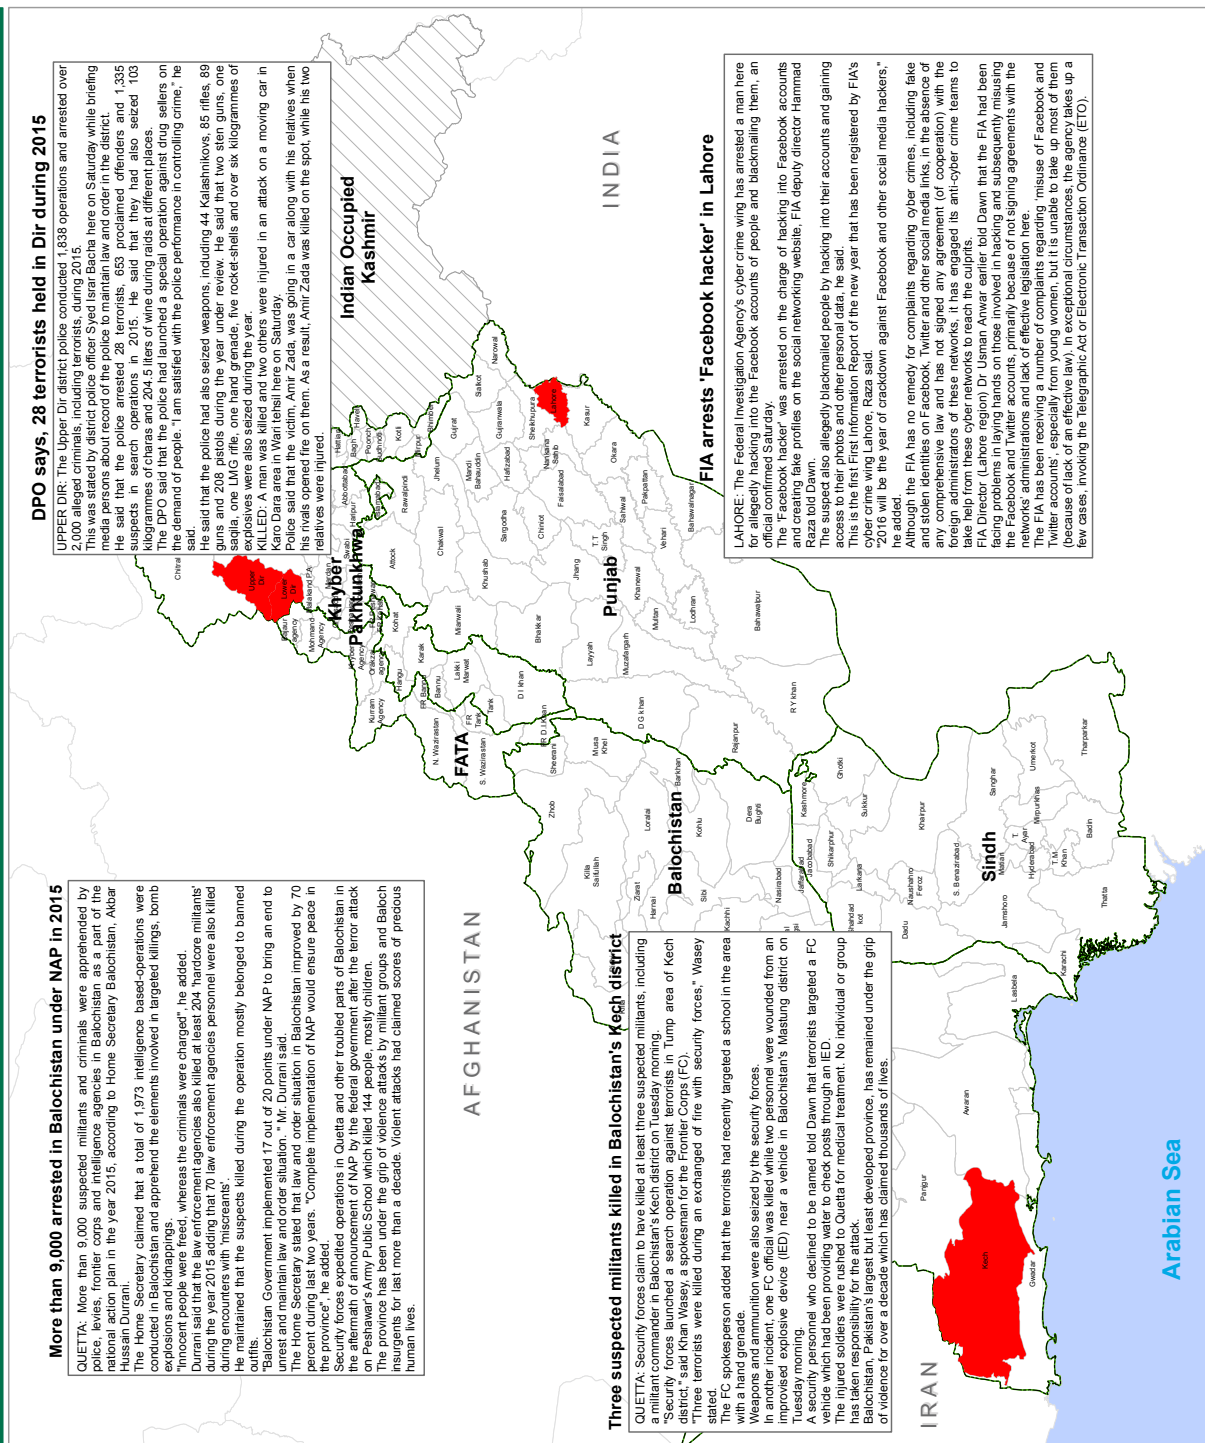 More than 9,000 arrested in Balochistan under NAP in 2015
QUETTA: More than 9,000 suspected militants and criminals were apprehended by
police, levies, frontier corps and intelligence agencies in Balochistan as a part of the
national action plan in the year 2015, according to Home Secretary Balochistan, Akbar
Hussain Durrani.
The Home Secretary claimed that a total of 1,973 intelligence based-operations were
conducted in Balochistan and apprehend the elements involved in targeted killings, bomb
explosions and kidnappings.
"Innocent people were freed, whereas the criminals were charged", he added.
Durrani said that the law enforcement agencies also killed at least 204 'hardcore militants'
during the year 2015 adding that 70 law enforcement agencies personnel were also killed
during encounters with 'miscreants'.
He maintained that the suspects killed during the operation mostly belonged to banned
outfits.
"Balochistan Government implemented 17 out of 20 points under NAP to bring an end to
unrest and maintain law and order situation. " Mr. Durrani said.
The Home Secretary stated that law and order situation in Balochistan improved by 70
percent during last two years. "Complete implementation of NAP would ensure peace in
the province", he added.
Security forces expedited operations in Quetta and other troubled parts of Balochistan in
the aftermath of announcement of NAP by the federal government after the terror attack
on Peshawar's Army Public School which killed 144 people, mostly children.
The province has been under the grip of violence attack by militant groups and Baloch
insurgents for last more than a decade. Violent attacks had claimed scores of precious
human lives.
DPO says, 28 terrorists held in Dir during 2015
UPPER DIR: The Upper Dir district police conducted 1,838 operations and arrested over
2,000 alleged criminals, including terrorists, during 2015.
This was stated by district police officer Syed Israr Bacha here on Saturday while briefing
media persons about record of the police to maintain law and order in the district.
He said that the police arrested 28 terrorists, 653 proclaimed offenders and 1,335
suspects in search operations in 2015. He said that they had also seized 103
kilogrammes of charas and 204.5 liters of wine during raids at different places.
The DPO said that the police had launched a special operation against drug sellers on
the demand of people. "I am satisfied with the police performance in controlling crime," he
said.
He said that the police had also seized weapons, including 44 Kalashnikovs, 85 rifles, 89
guns and 208 pistols during the year under review. He said that two sten guns, one
saqila, one LMG rifle, one hand grenade, five rocket-shells and over six kilogrammes of
explosives were also seized during the year.
KILLED: A man was killed and two others were injured in an attack on a moving car in
Karo Dara area in Wari tehsil here on Saturday.
Police said that the victim, Amir Zada, was going in a car along with his relatives when
his rivals opened fire on them. As a result, Amir Zada was killed on the spot, while his two
relatives were injured.
Three suspected militants killed in Balochistan's Kech district
QUETTA: Security forces claim to have killed at least three suspected militants, including
a militant commander in Balochistan's Kech district on Tuesday morning.
"Security forces launched a search operation against terrorists in Tump area of Kech
district," said Khan Wasey, a spokesman for the Frontier Corps (FC).
"Three terrorists were killed during an exchanged of fire with security forces," Wasey
stated.
The FC spokesperson added that the terrorists had recently targeted a school in the area
with a hand grenade.
Weapons and ammunition were also seized by the security forces.
In another incident, one FC official was killed while two personnel were wounded from an
improvised explosive device (IED) near a vehicle in Balochistan's Mastung district on
Tuesday morning.
A security personnel who declined to be named told Dawn that terrorists targeted a FC
vehicle which had been providing water to check posts through an IED.
The injured soldiers were rushed to Quetta for medical treatment. No individual or group
has taken responsibility for the attack.
Balochistan, Pakistan's largest but least developed province, has remained under the grip
of violence for over a decade which has claimed thousands of lives.
FIA arrests 'Facebook hacker' in Lahore
LAHORE: The Federal Investigation Agency's cyber crime wing has arrested a man here
for allegedly hacking into the Facebook accounts of people and blackmailing them, an
official confirmed Saturday.
The 'Facebook hacker' was arrested on the charge of hacking into Facebook accounts
and creating fake profiles on the social networking website, FIA deputy director Hammad
Razza told Dawn.
The suspect also allegedly blackmailed people by hacking into their accounts and gaining
access to their photos and other personal data, he said.
This is the first First Information Report of the new year that has been registered by FIA's
cyber crime wing Lahore, Razza said.
"2016 will be the year of crackdown against Facebook and other social media hackers,"
he added.
Although the FIA has no remedy for complaints regarding cyber crimes, including fake
and stolen identities on Facebook, Twitter and other social media links, in the absence of
any comprehensive law and has not signed any agreement (of cooperation) with the
foreign administrators of these networks, it has engaged its anti-cyber crime teams to
take help from these cyber networks to reach the culprits.
FIA Director (Lahore region) Dr Usman Anwar earlier told Dawn that the FIA had been
facing problems in laying hands on those involved in hacking and subsequently misusing
the Facebook and Twitter accounts, primarily because of not signing agreements with the
networks' administrations and lack of effective legislation here.
The FIA has been receiving a number of complaints regarding 'misuse of Facebook and
Twitter accounts', especially from young women, but it is unable to take up most of them
(because of lack of an effective law). In exceptional circumstances, the agency takes up a
few cases, invoking the Telegraphic Act or Electronic Transaction Ordinance (ETO).
AFGHANISTAN
INDIA
IRAN
Arabian Sea
Indian Occupied
Kashmir
Khyber
Pakhtunkhwa
FATA
Punjab
Balochistan
Sindh
Chitral
Upper
Dir
Lower
Dir
Bajaur
agency
Mohmand
Agency
Malakand P.A
Mardan
Swabi
Haripur
Abbottabad
Islamabad
Rawalpindi
Attock
Hattian
Bagh
Haveli
Poonch
Sudhnoti
Kotli
Mirpur
Bhimber
Orakzai
agency
Kurram
Agency
Hangu
Kohat
Karak
FR Bannu
Bannu
Lakki
Marwat
N. Waziristan
S. Waziristan
FR
Tank
Tank
D I khan
FR D.I.Khan
Sheerani
Chakwal
Jhelum
Gujrat
Sialkot
Narowal
Mandi
Bahauddin
Gujranwala
Hafizabad
Sheikhupura
Lahore
Nankana
Sahib
Kasur
Mianwali
Khushab
Sargodha
Chiniot
Faisalabad
Okara
Bhakkar
Jhang
T.T
Singh
Sahiwal
Pakpattan
Layyah
Khanewal
Vehari
Bahawalnagar
Muzafargarh
Multan
Lodhran
Bahawalpur
D G khan
Rajanpur
R Y khan
Zhob
Musa
Khel
Kila
Saifullah
Loralai
Barkhan
Ziarat
Harnai
Kohlu
Sibi
Dera
Bughti
Kachhi
Nasirabad
Jaffarabad
Jacobabad
Kashmore
Ghotki
Shikarphur
Sukkur
Larkana
Shahdad
kot
Khairpur
Naushahro
Feroz
Dadu
S. Benazirabad
Sanghar
Matiari
T.
Ayar
Mirpurkhas
Umerkot
Hyderabad
Tharparkar
T.M.
Khan
Badin
Jamshoro
Thatta
Karachi
Lasbela
Awaran
Panjgur
Kech
Gwadar